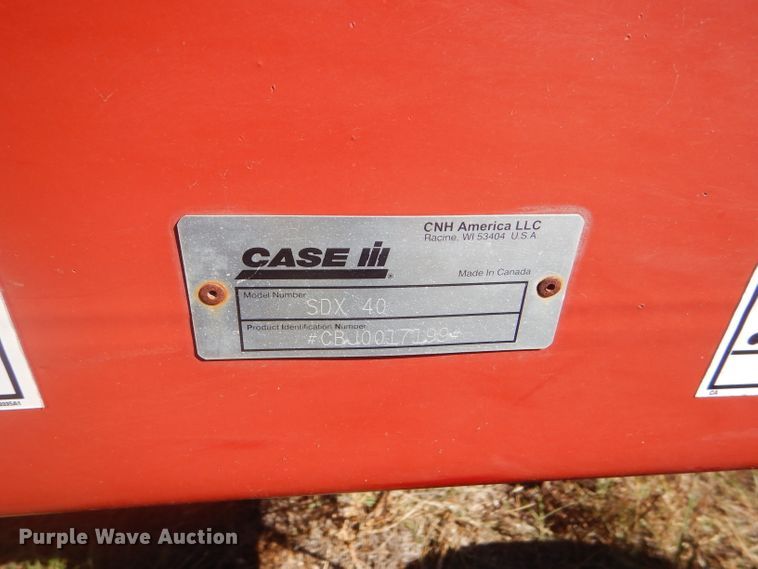 CNH America LLC
Racine, WI 53404 U.S.A.
CASE IH
Made In Canada
Model Number
SDX 40
Product Identification Number
#CBJ0017199#
Purple Wave Auction